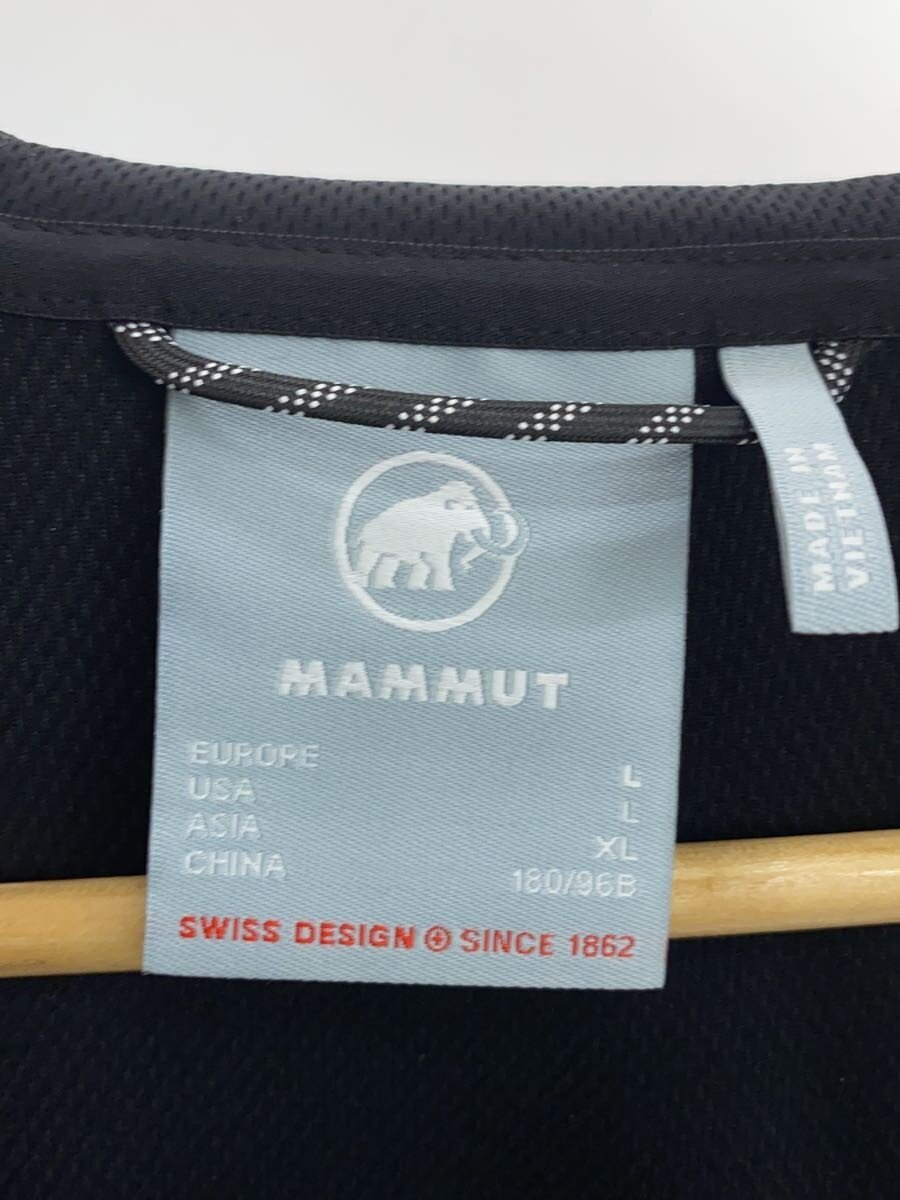 MAMMUT
EUROPE L
USA L
ASIA XL
CHINA 180/96B
SWISS DESIGN SINCE 1862
MADE IN
VIETNAM